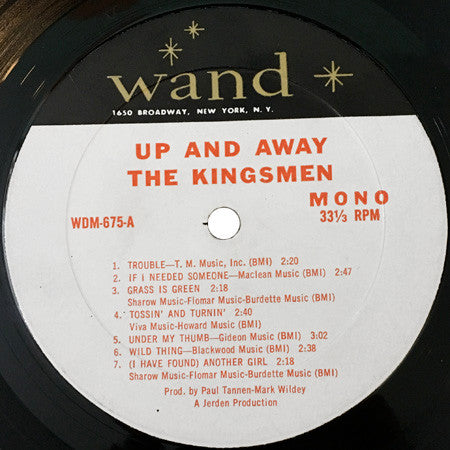 wand
1650 BROADWAY, NEW YORK, N. Y.
UP AND AWAY
THE KINGSMEN
MONO
WDM-675-A
33⅓ RPM
1. TROUBLE—T. M. Music, Inc. (BMI) 2:20
2. IF I NEEDED SOMEONE—Maclean Music (BMI) 2:47
3. GRASS IS GREEN 2:18
Sharow Music-Flomar Music-Burdette Music (BMI)
4. TOSSIN' AND TURNIN' 2:40
Viva Music-Howard Music (BMI)
5. UNDER MY THUMB—Gideon Music (BMI) 3:02
6. WILD THING—Blackwood Music (BMI) 2:38
7. (I HAVE FOUND) ANOTHER GIRL 2:18
Sharow Music-Flomar Music-Burdette Music (BMI)
Prod. by Paul Tannen-Mark Wildey
A Jerden Production